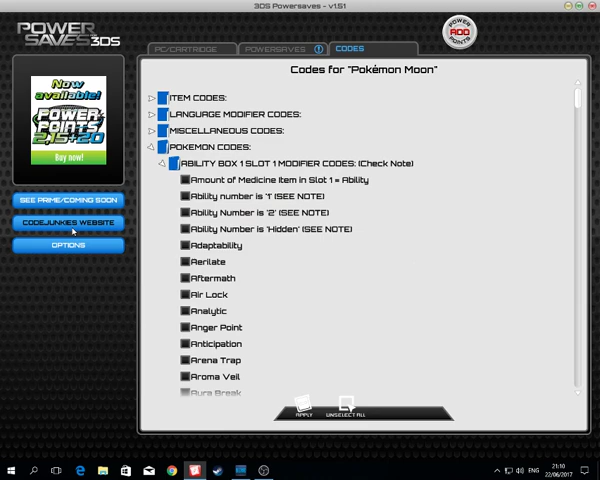 3DS Powersaves - v1.51
POWER
SAVES 3DS
PC/CARTRIDGE
POWERSAVES
CODES
POWER
ADD
POINTS
Codes for "Pokémon Moon"
Now
available!
POWER
POINTS
2,15+20
Buy now!
SEE PRIME/COMING SOON
CODEJUNKIES WEBSITE
OPTIONS
ITEM CODES:
LANGUAGE MODIFIER CODES:
MISCELLANEOUS CODES:
POKEMON CODES:
ABILITY BOX 1 SLOT 1 MODIFIER CODES: (Check Note)
Amount of Medicine item in Slot 1 = Ability
Ability number is '1' (SEE NOTE)
Ability Number is '2' (SEE NOTE)
Ability Number is 'Hidden' (SEE NOTE)
Adaptability
Aerilate
Aftermath
Air Lock
Analytic
Anger Point
Anticipation
Arena Trap
Aroma Veil
Aura Break
APPLY
UNSELECT ALL
ENG
21:10
22/06/2017